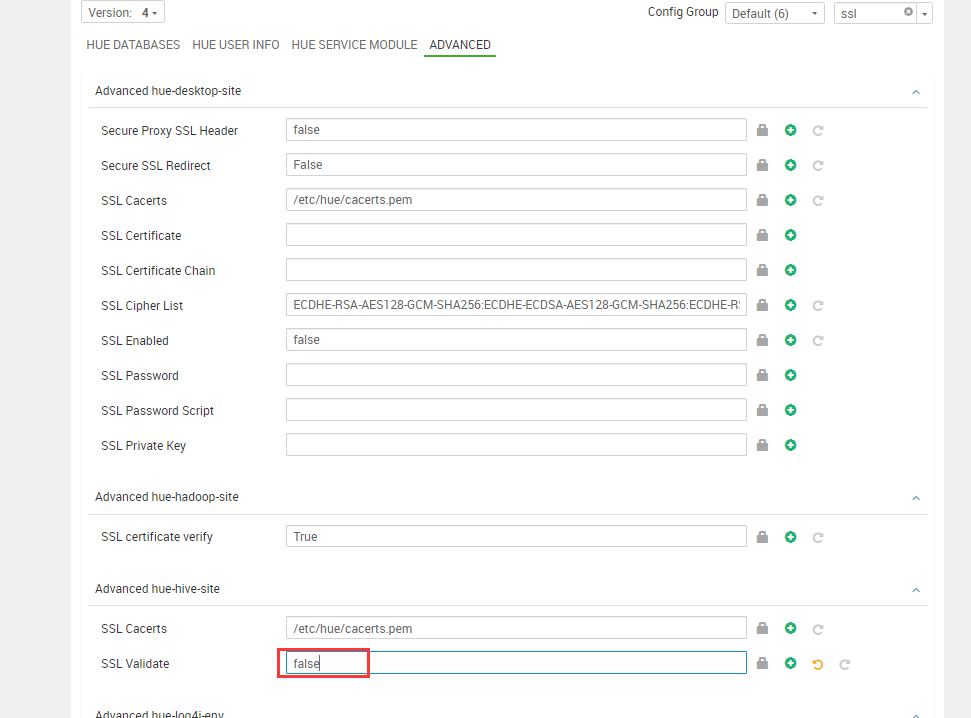 Version: 4
Config Group Default (6) ssl
HUE DATABASES HUE USER INFO HUE SERVICE MODULE ADVANCED
Advanced hue-desktop-site
Secure Proxy SSL Header false
Secure SSL Redirect False
SSL Cacerts /etc/hue/cacerts.pem
SSL Certificate
SSL Certificate Chain
SSL Cipher List ECDHE-RSA-AES128-GCM-SHA256:ECDHE-ECDSA-AES128-GCM-SHA256:ECDHE-RS
SSL Enabled false
SSL Password
SSL Password Script
SSL Private Key
Advanced hue-hadoop-site
SSL certificate verify True
Advanced hue-hive-site
SSL Cacerts /etc/hue/cacerts.pem
SSL Validate false
Advanced hue-log4j-env